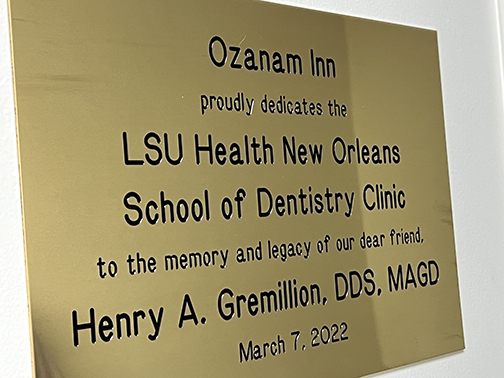 Ozanam Inn
proudly dedicates the
LSU Health New Orleans
School of Dentistry Clinic
to the memory and legacy of our dear friend,
Henry A. Gremillion, DDS, MAGD
March 7, 2022